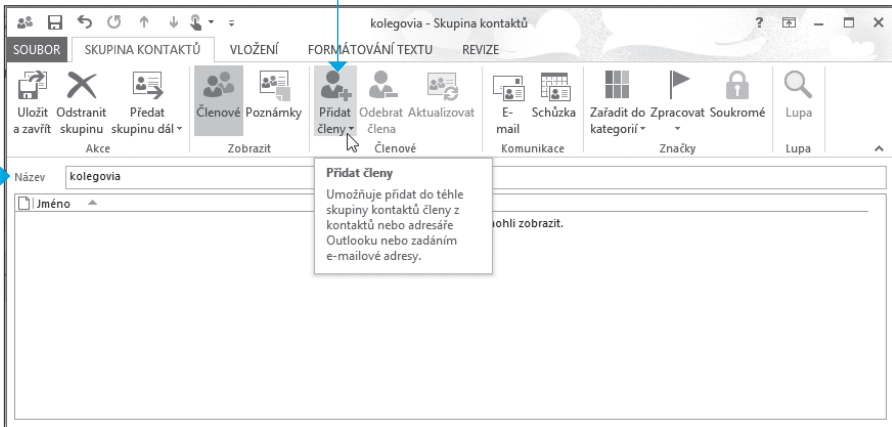 kolegovia - Skupina kontaktů
?
SOUBOR SKUPINA KONTAKTŮ VLOŽENÍ FORMÁTOVÁNÍ TEXTU REVIZE
Uložit Odstranit Předat Členové Poznámky Přidat Odebrat Aktualizovat E- Schůzka Zařadit do Zpracovat Soukromé Lupa
a zavřít skupinu skupinu dál členy člena mail kategorií
Akce Zobrazit Členové Komunikace Značky Lupa
Název kolegovia
Jméno
Přidat členy
Umožňuje přidat do téhle
skupiny kontaktů členy z
kontaktů nebo adresáře
Outlooku nebo zadáním
e-mailové adresy.
zobrazit.